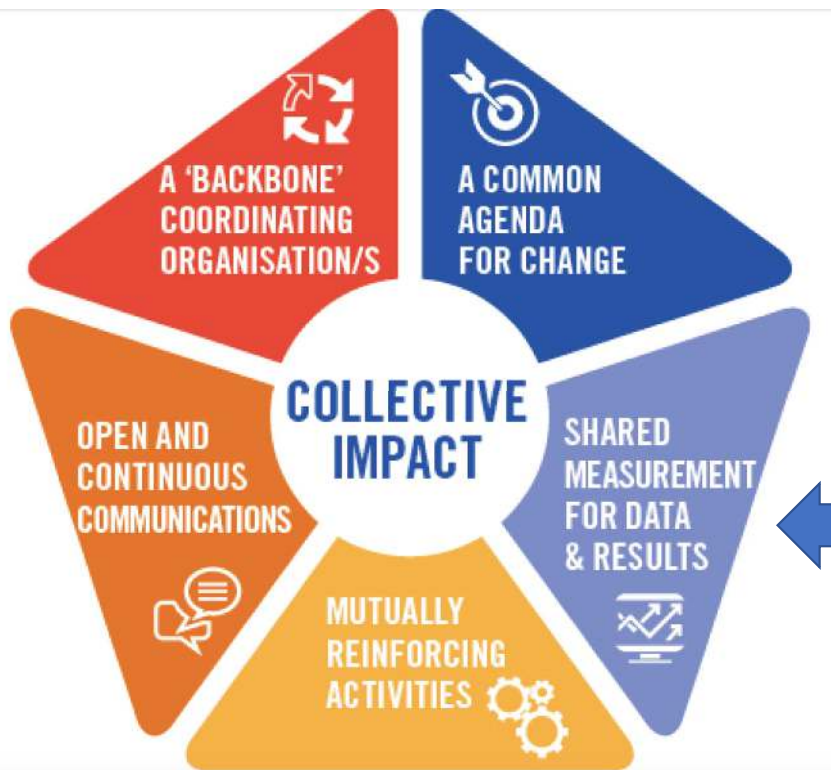 A 'BACKBONE'
COORDINATING
ORGANISATION/S
A COMMON
AGENDA
FOR CHANGE
COLLECTIVE
IMPACT
OPEN AND
CONTINUOUS
COMMUNICATIONS
SHARED
MEASUREMENT
FOR DATA
& RESULTS
MUTUALLY
REINFORCING
ACTIVITIES